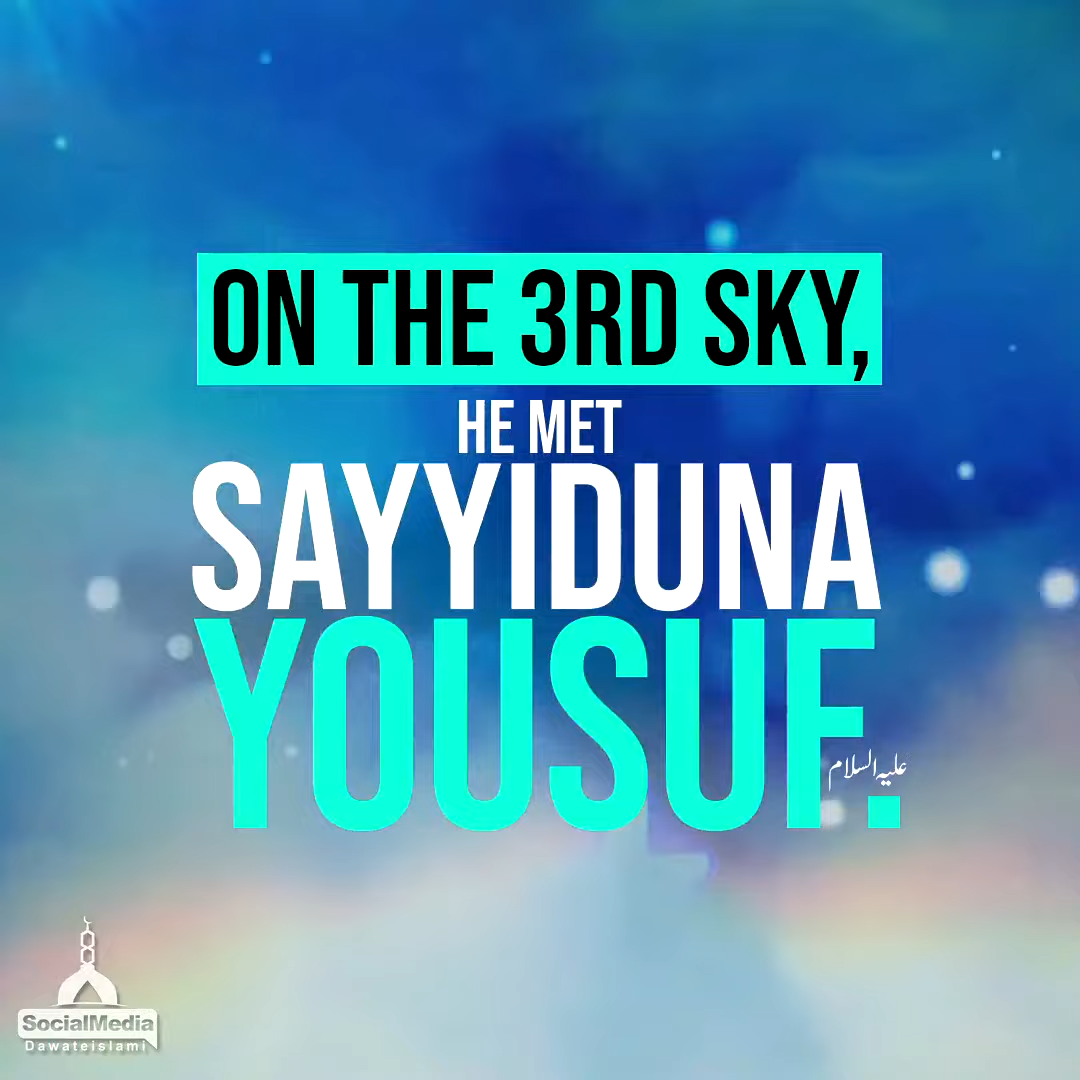 ON THE 3RD SKY,
HE MET
SAYYIDUNA
YOUSUF.
علیہ السلام
SocialMedia
Dawateislami